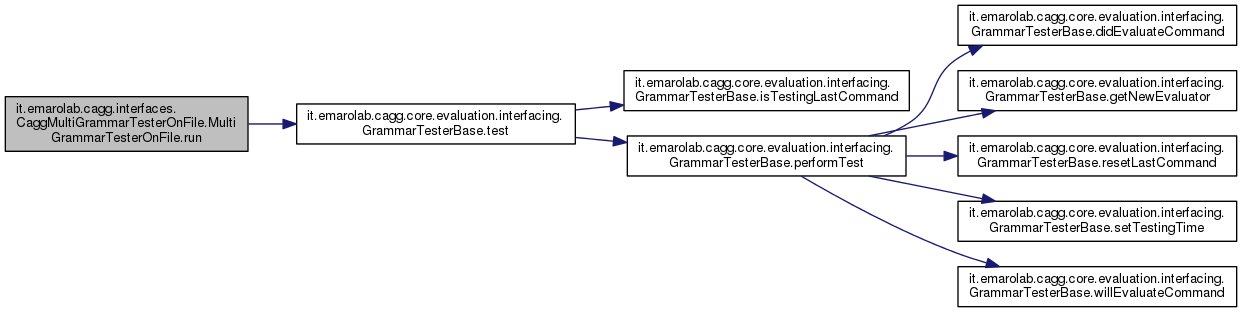 it.emarolab.cagg.interfaces.
CaggMultiGrammarTesterOnFile.Multi
GrammarTesterOnFile.run
it.emarolab.cagg.core.evaluation.interfacing.
GrammarTesterBase.test
it.emarolab.cagg.core.evaluation.interfacing.
GrammarTesterBase.isTestingLastCommand
it.emarolab.cagg.core.evaluation.interfacing.
GrammarTesterBase.performTest
it.emarolab.cagg.core.evaluation.interfacing.
GrammarTesterBase.didEvaluateCommand
it.emarolab.cagg.core.evaluation.interfacing.
GrammarTesterBase.getNewEvaluator
it.emarolab.cagg.core.evaluation.interfacing.
GrammarTesterBase.resetLastCommand
it.emarolab.cagg.core.evaluation.interfacing.
GrammarTesterBase.setTestingTime
it.emarolab.cagg.core.evaluation.interfacing.
GrammarTesterBase.willEvaluateCommand